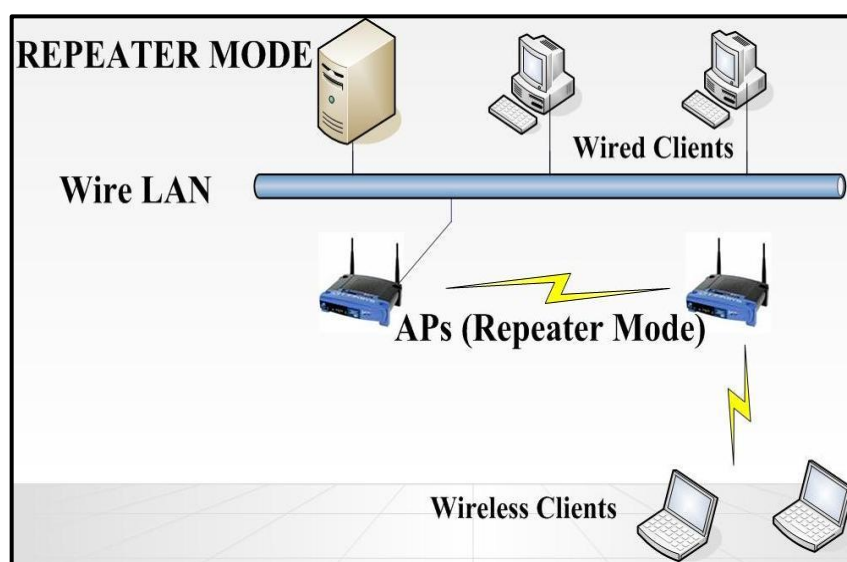 REPEATER MODE
Wired Clients
Wire LAN
APs (Repeater Mode)
Wireless Clients